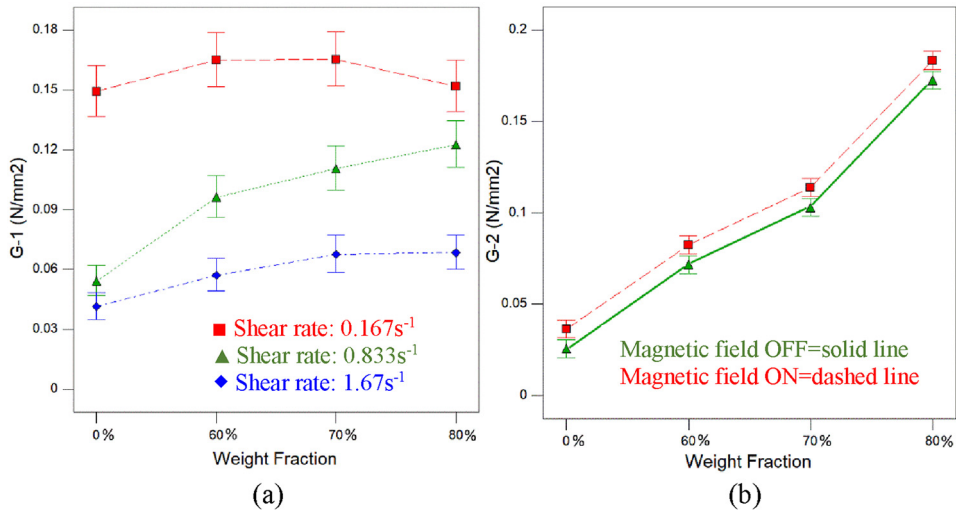 0.18
0.15
0.12
0.09
0.06
0.03
0
G-1 (N/mm2)
Shear rate: 0.167s⁻¹
Shear rate: 0.833s⁻¹
Shear rate: 1.67s⁻¹
0% 60% 70% 80%
Weight Fraction
(a)
0.2
0.15
0.1
0.05
0
G-2 (N/mm2)
Magnetic field OFF=solid line
Magnetic field ON=dashed line
0% 60% 70% 80%
Weight Fraction
(b)